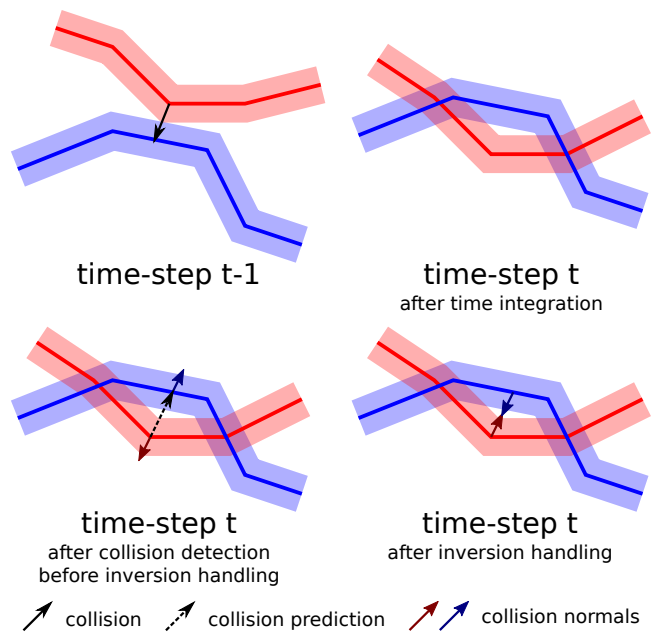 time-step t-1
time-step t
after time integration
time-step t
after collision detection
before inversion handling
time-step t
after inversion handling
collision
collision prediction
collision normals